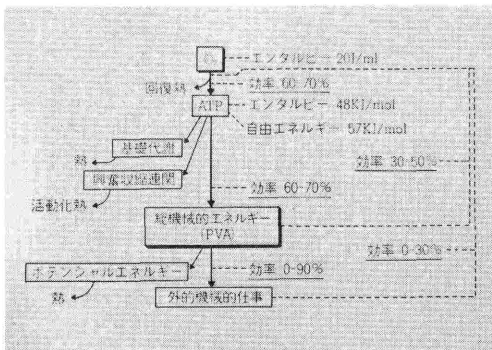 エンタルピー 20J/ml
効率 60-70%
回復熱
ATP
エンタルピー 48KJ/mol
自由エネルギー 57KJ/mol
基礎代謝
熱
興奮収縮連関
活動化熱
効率 30-50%
効率 60-70%
総機械的エネルギー
(PVA)
効率 0-30%
ポテンシャルエネルギー
効率 0-90%
熱
外的機械的仕事